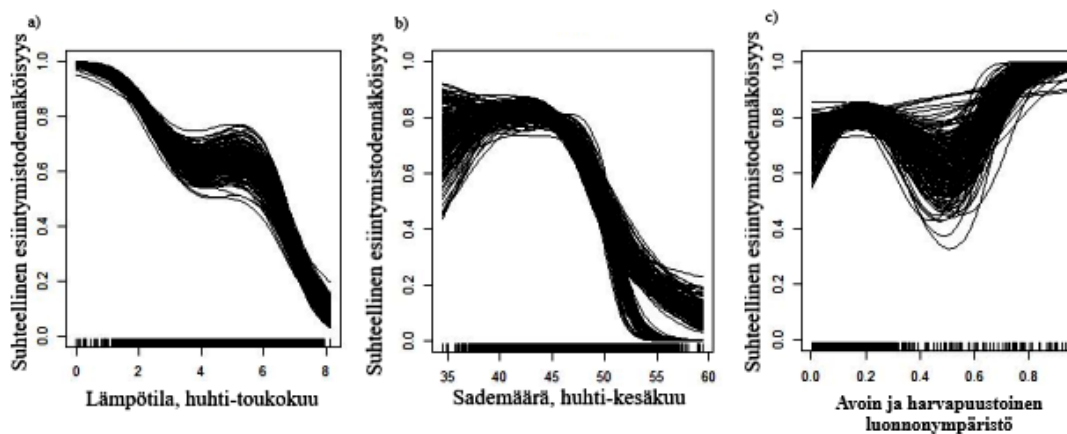 a)
Suhteellinen esiintymistodennäköisyys
1.0
0.8
0.6
0.4
0.2
0.0
0 2 4 6 8
Lämpötila, huhti-toukokuu
b)
Suhteellinen esiintymistodennäköisyys
1.0
0.8
0.6
0.4
0.2
0.0
35 40 45 50 55 60
Sademäärä, huhti-kesäkuu
c)
Suhteellinen esiintymistodennäköisyys
1.0
0.8
0.6
0.4
0.2
0.0
0.0 0.2 0.4 0.6 0.8
Avoin ja harvapuustoinen
luonnonympäristö